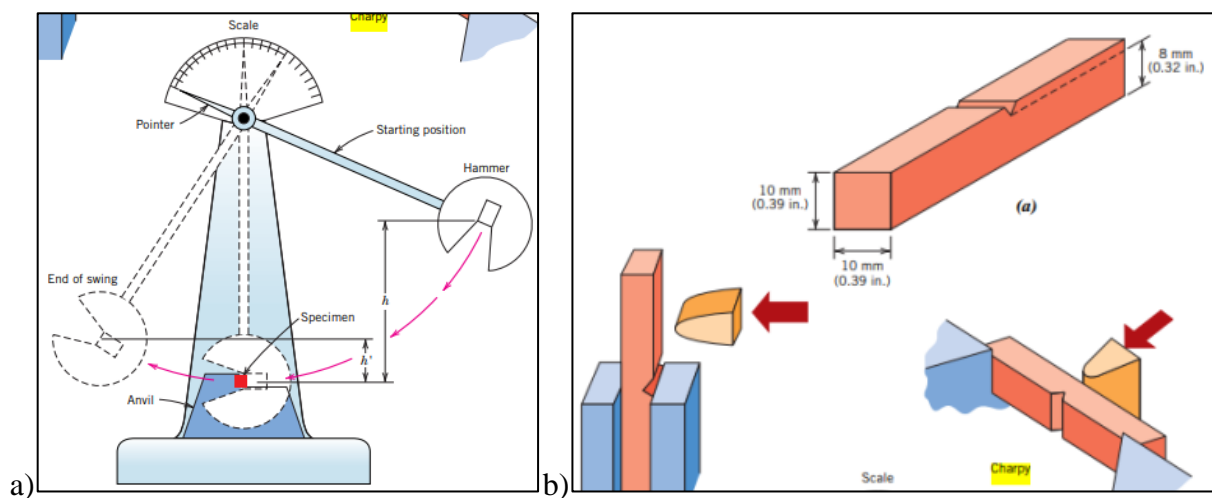 Charpy
Scale
Pointer
Starting position
Hammer
End of swing
h
Specimen
h'
Anvil
a)
8 mm
(0.32 in.)
10 mm
(0.39 in.)
(a)
10 mm
(0.39 in.)
Scale
Charpy
b)